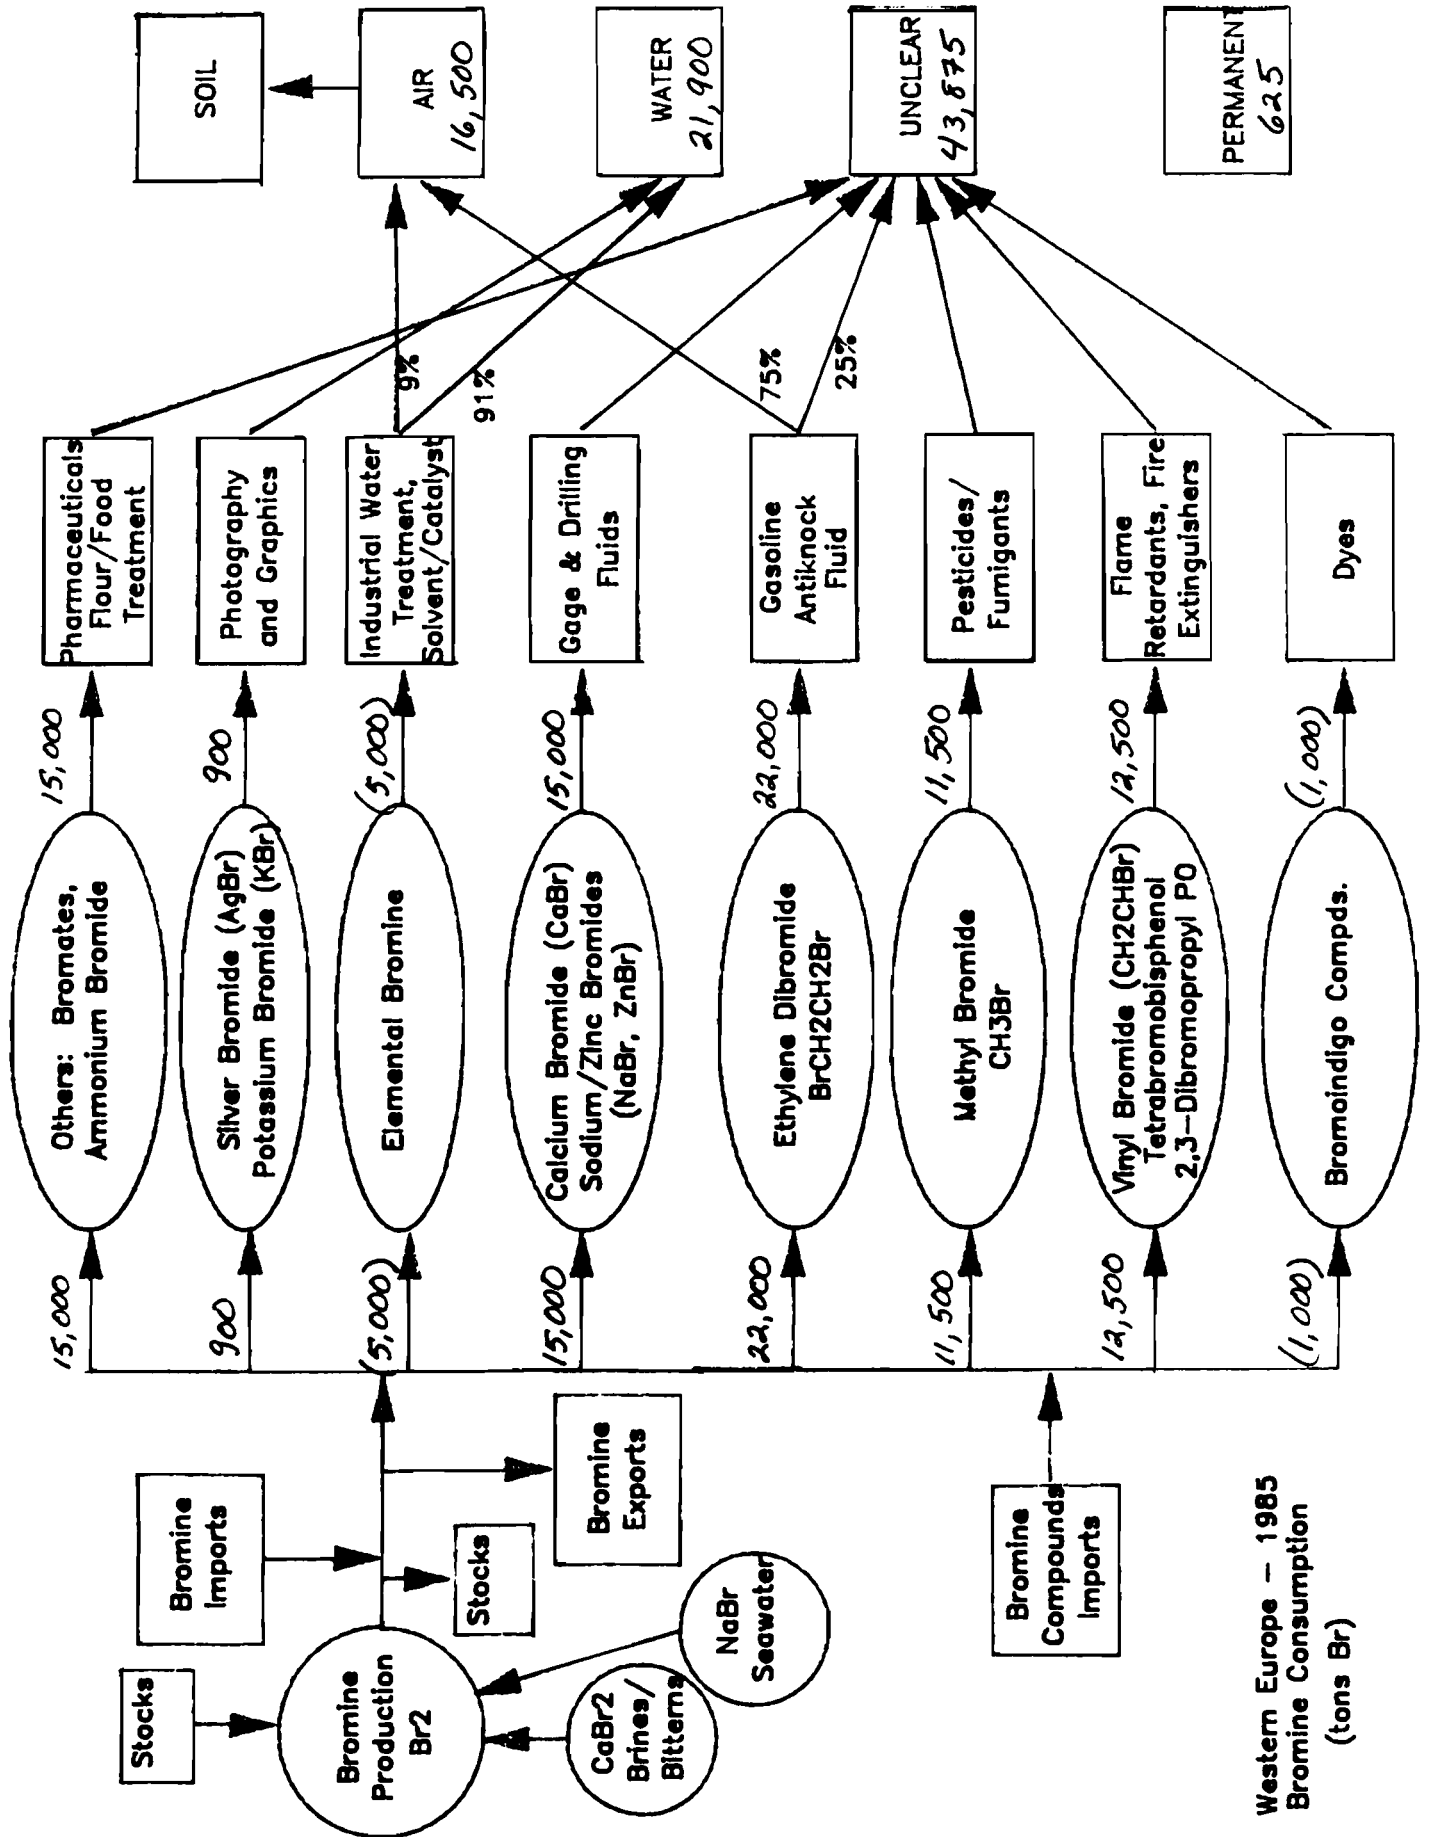 Stocks
Bromine
Production
Br2
CaBr2
Brines/
Bitterns
NaBr
Seawater
Bromine
Imports
Stocks
Bromine
Exports
Bromine
Compounds
Imports
15,000
900
(5,000)
15,000
22,000
11,500
12,500
(1,000)
Others: Bromates,
Ammonium Bromide
Silver Bromide (AgBr)
Potassium Bromide (KBr)
Elemental Bromine
Calcium Bromide (CaBr)
Sodium/Zinc Bromides
(NaBr, ZnBr)
Ethylene Dibromide
BrCH2CH2Br
Methyl Bromide
CH3Br
Vinyl Bromide (CH2CHBr)
Tetrabromobisphenol
2,3-Dibromopropyl PO
Bromoindigo Compds.
15,000
900
(5,000)
15,000
22,000
11,500
12,500
(1,000)
Pharmaceuticals
Flour/Food
Treatment
Photography
and Graphics
Industrial Water
Treatment,
Solvent/Catalyst
Gage & Drilling
Fluids
Gasoline
Antiknock
Fluid
Pesticides/
Fumigants
Flame
Retardants, Fire
Extinguishers
Dyes
9%
91%
75%
25%
SOIL
AIR
16,500
WATER
21,900
UNCLEAR
43,875
PERMANENT
625
Western Europe - 1985
Bromine Consumption
(tons Br)